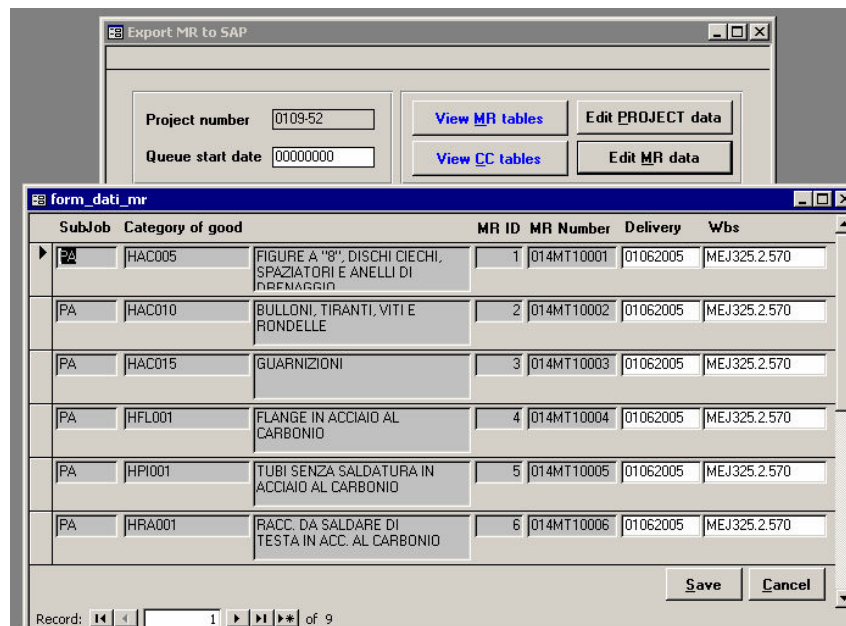 Export MR to SAP
Project number 0109-52
View MR tables
Edit PROJECT data
Queue start date 00000000
View CC tables
Edit MR data
form_dati_mr
SubJob Category of good MR ID MR Number Delivery Wbs
PA HAC005 FIGURE A "8", DISCHI CIECHI, 1 014MT10001 01062005 MEJ325.2.570
SPAZIATORI E ANELLI DI
DRENAGGIO
PA HAC010 BULLONI, TIRANTI, VITI E 2 014MT10002 01062005 MEJ325.2.570
RONDELLE
PA HAC015 GUARNIZIONI 3 014MT10003 01062005 MEJ325.2.570
PA HFL001 FLANGE IN ACCIAIO AL 4 014MT10004 01062005 MEJ325.2.570
CARBONIO
PA HPI001 TUBI SENZA SALDATURA IN 5 014MT10005 01062005 MEJ325.2.570
ACCIAIO AL CARBONIO
PA HRA001 RACC. DA SALDARE DI 6 014MT10006 01062005 MEJ325.2.570
TESTA IN ACC. AL CARBONIO
Save Cancel
Record: 1 of 9